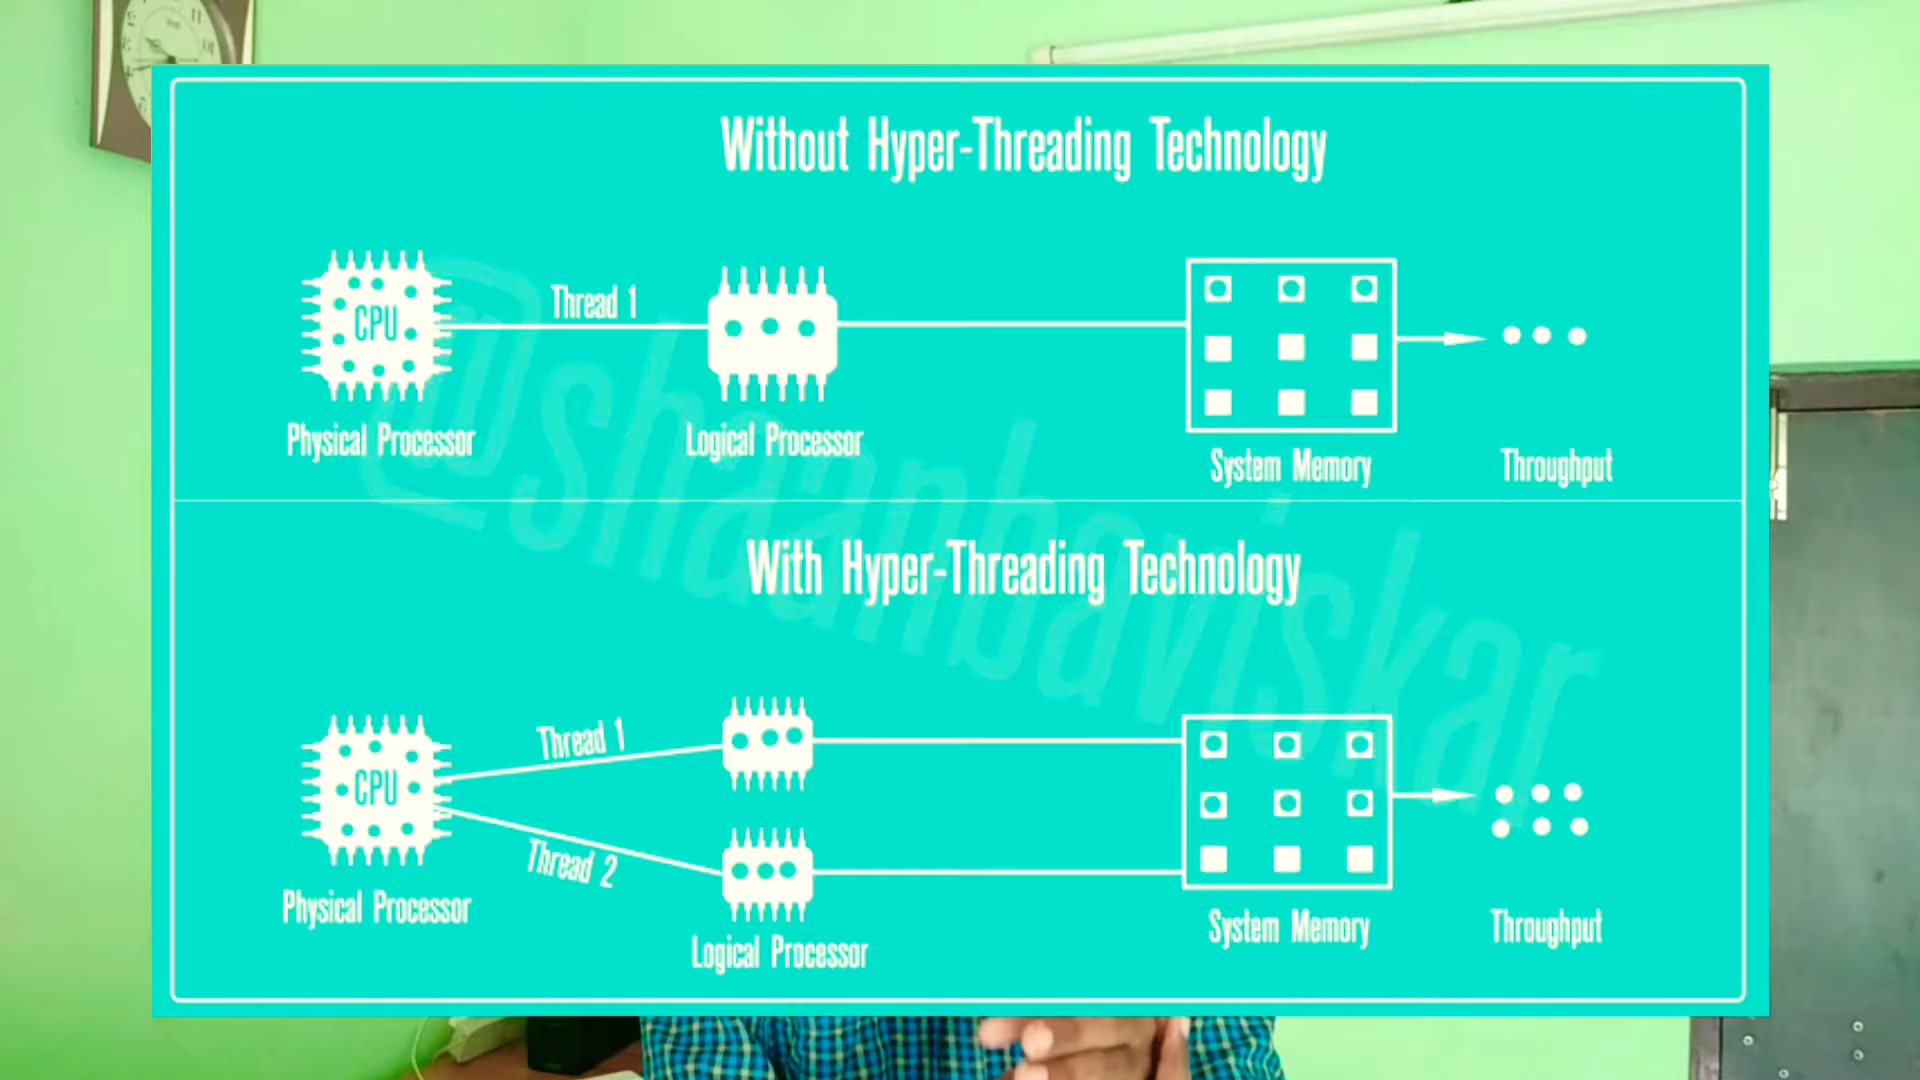 Without Hyper-Threading Technology
CPU
Thread 1
Physical Processor
Logical Processor
System Memory
Throughput
@shaanbaviskar
With Hyper-Threading Technology
CPU
Thread 1
Thread 2
Physical Processor
Logical Processor
System Memory
Throughput